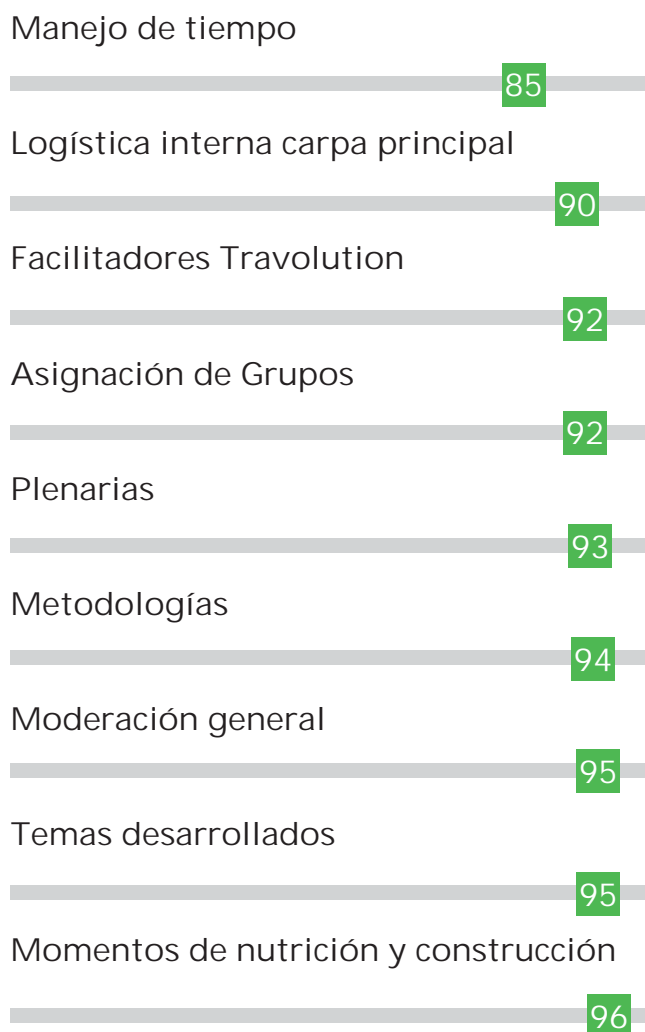 Manejo de tiempo
85
Logística interna carpa principal
90
Facilitadores Travolution
92
Asignación de Grupos
92
Plenarias
93
Metodologías
94
Moderación general
95
Temas desarrollados
95
Momentos de nutrición y construcción
96